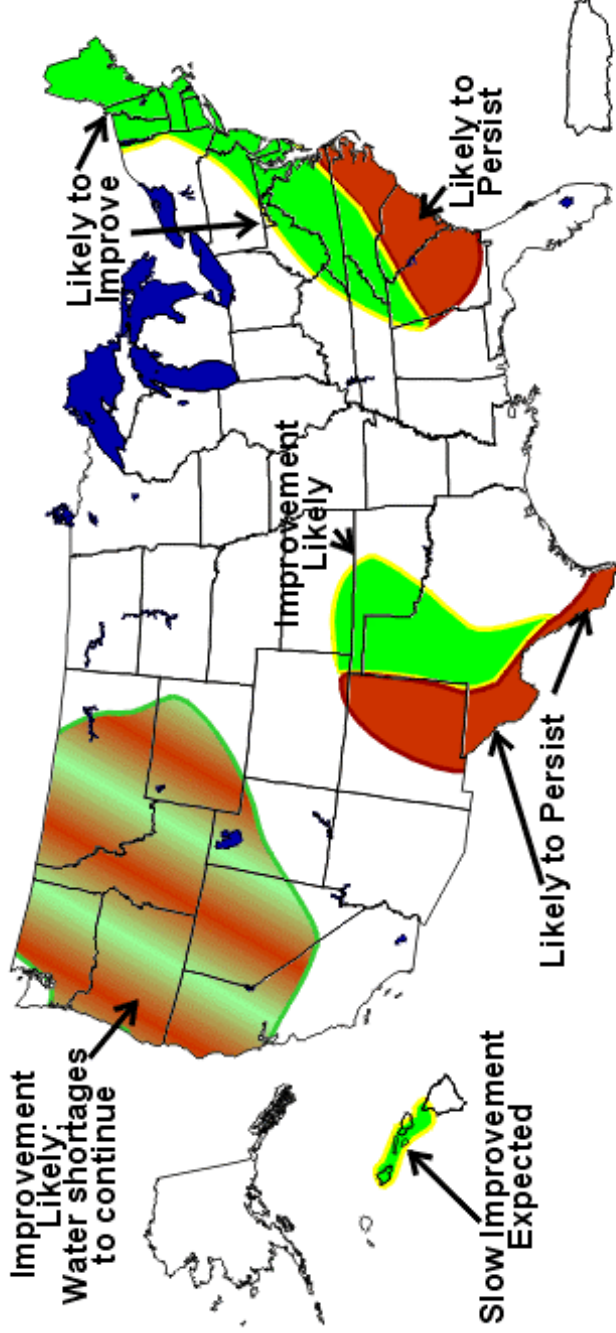 Improvement
Likely;
Water shortages
to continue
Slow Improvement
Expected
Likely to Persist
Improvement
Likely
Likely to
Improve
Likely to
Persist